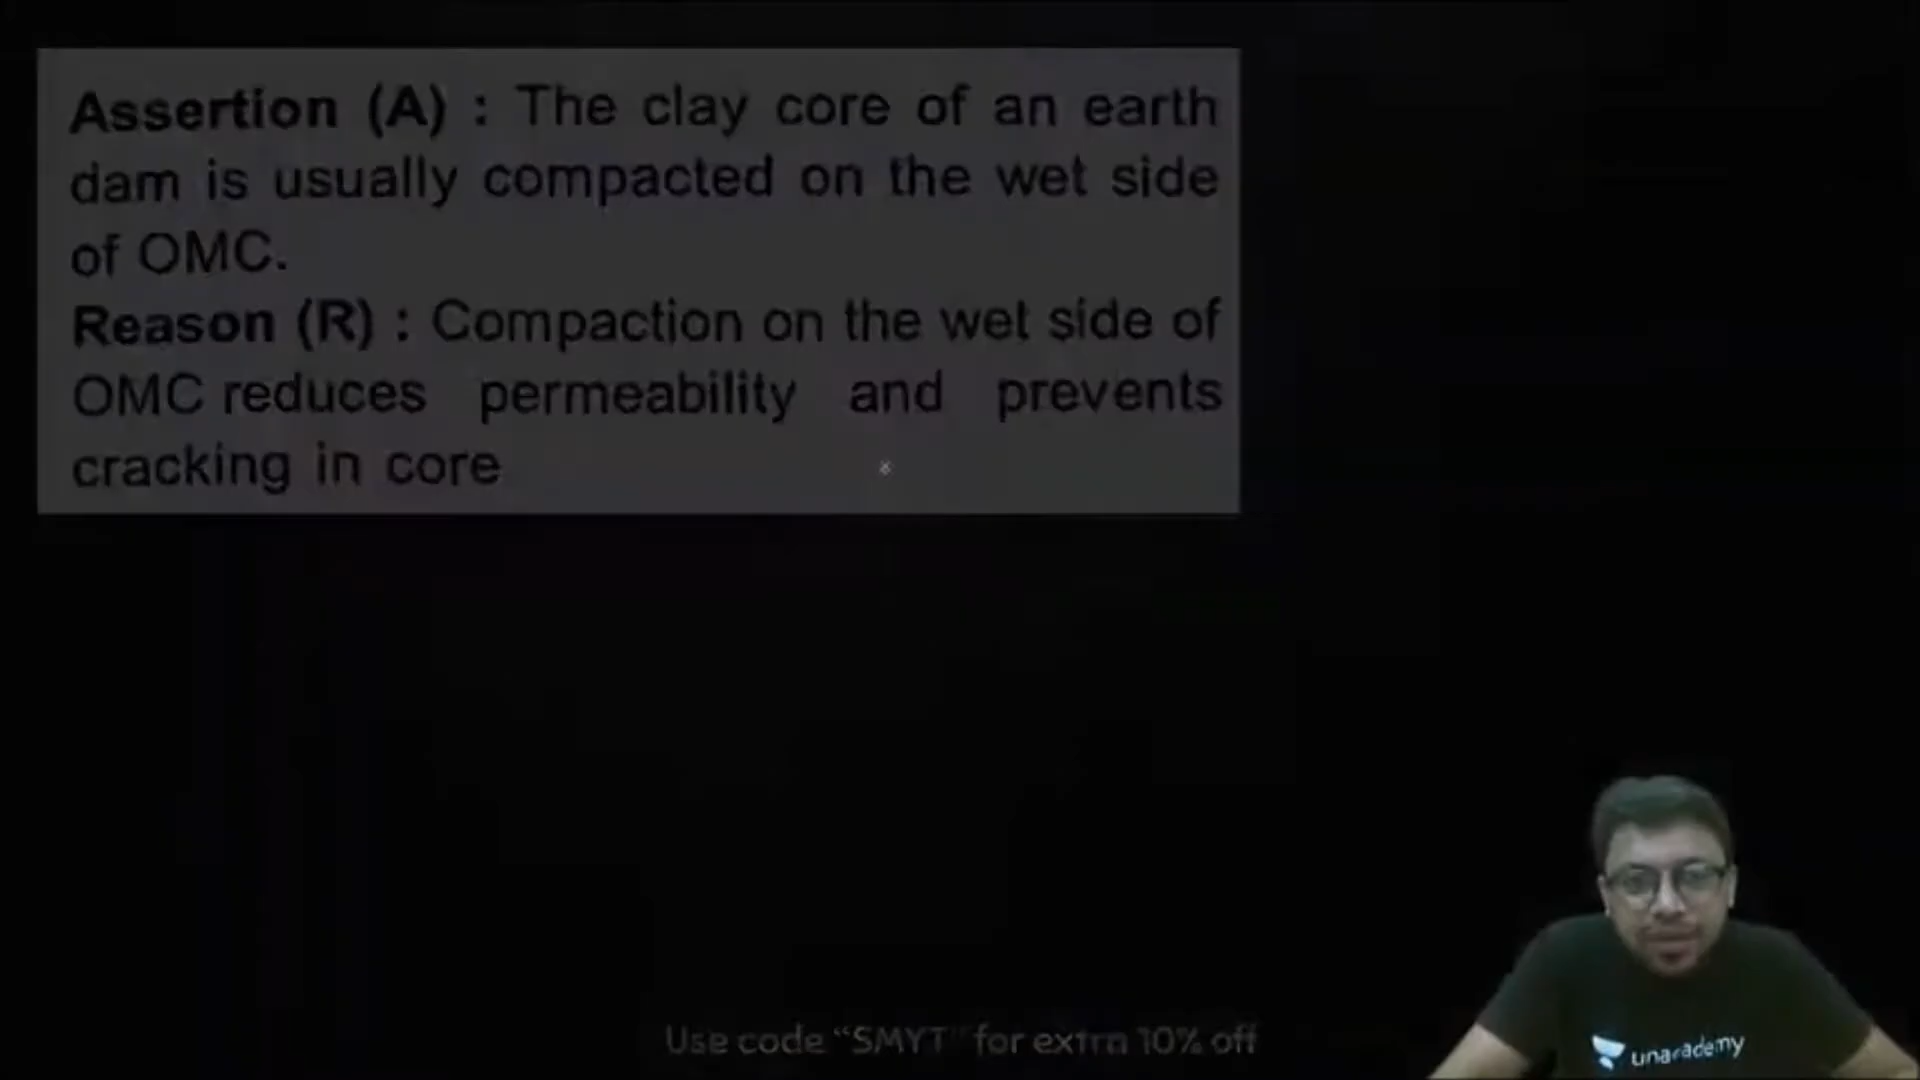 Assertion (A) : The clay core of an earth
dam is usually compacted on the wet side
of OMC.
Reason (R) : Compaction on the wet side of
OMC reduces permeability and prevents
cracking in core
Use code “SMYT” for extra 10% off
unacademy